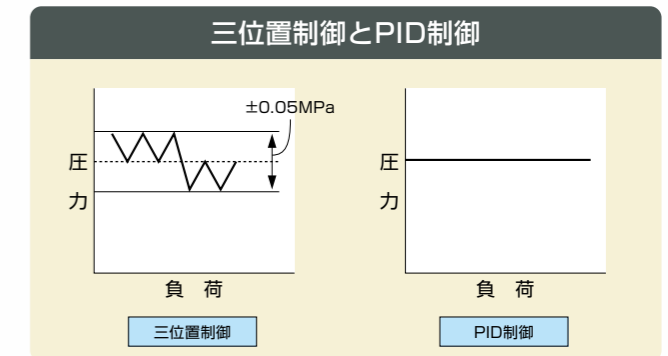 三位置制御とPID制御
±0.05MPa
圧力
負 荷
三位置制御
圧力
負 荷
PID制御